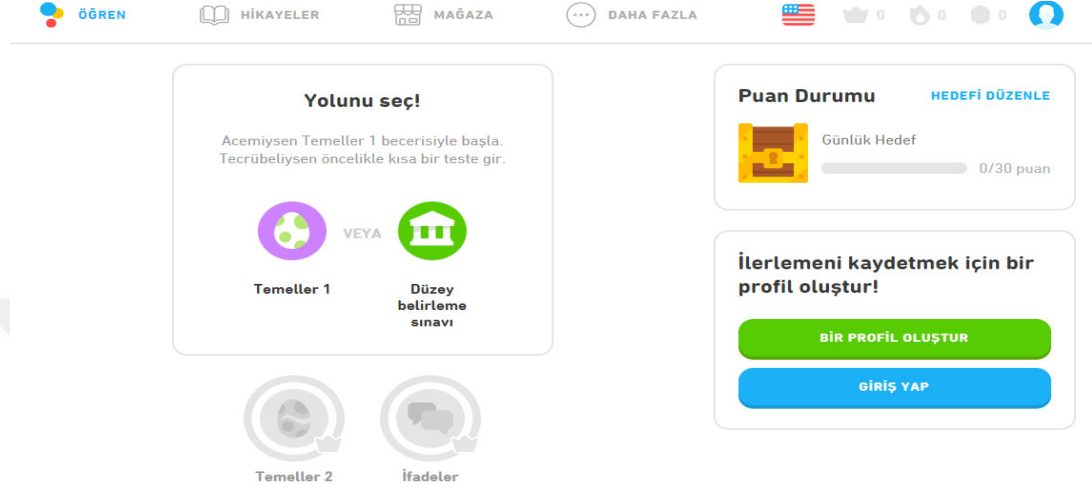 ÖĞREN
HİKAYELER
MAĞAZA
DAHA FAZLA
0
0
0
Yolunu seç!
Acemiysen Temeller 1 becerisiyle başla.
Tecrübeliysen öncelikle kısa bir teste gir.
VEYA
Temeller 1
Düzey
belirleme
sınavı
Temeller 2
İfadeler
Puan Durumu
HEDEFİ DÜZENLE
Günlük Hedef
0/30 puan
İlerlemeni kaydetmek için bir
profil oluştur!
BİR PROFİL OLUŞTUR
GİRİŞ YAP